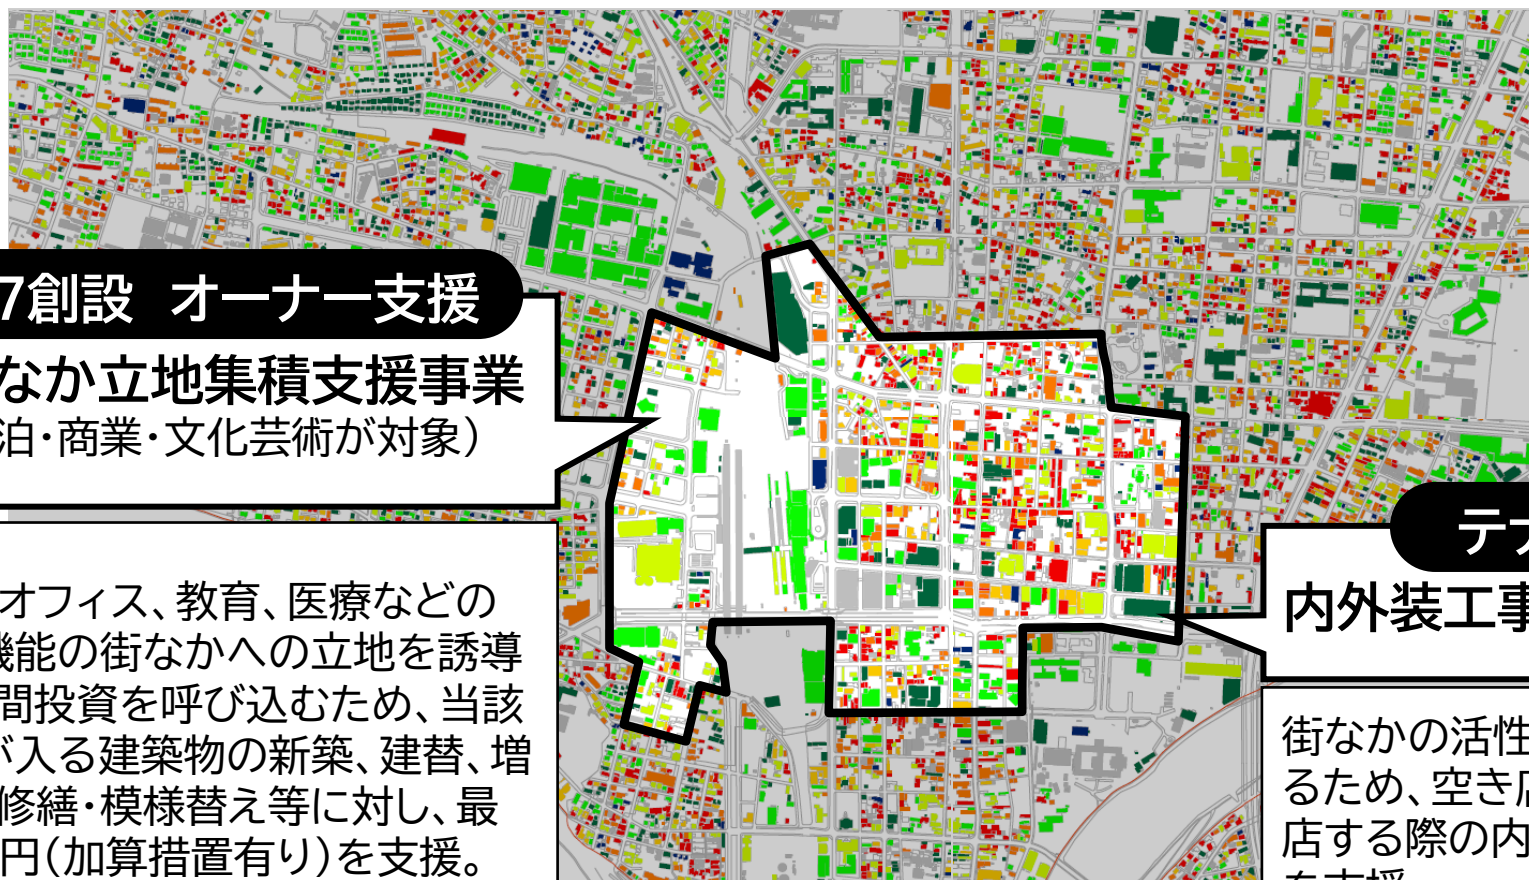 7創設 オーナー支援
なか立地集積支援事業
泊・商業・文化芸術が対象）
オフィス、教育、医療などの
機能の街なかへの立地を誘導
間投資を呼び込むため、当該
が入る建築物の新築、建替、増
修繕・模様替え等に対し、最
円（加算措置有り）を支援。
テナ
内外装工事
街なかの活性
るため、空き店
店する際の内
を支援